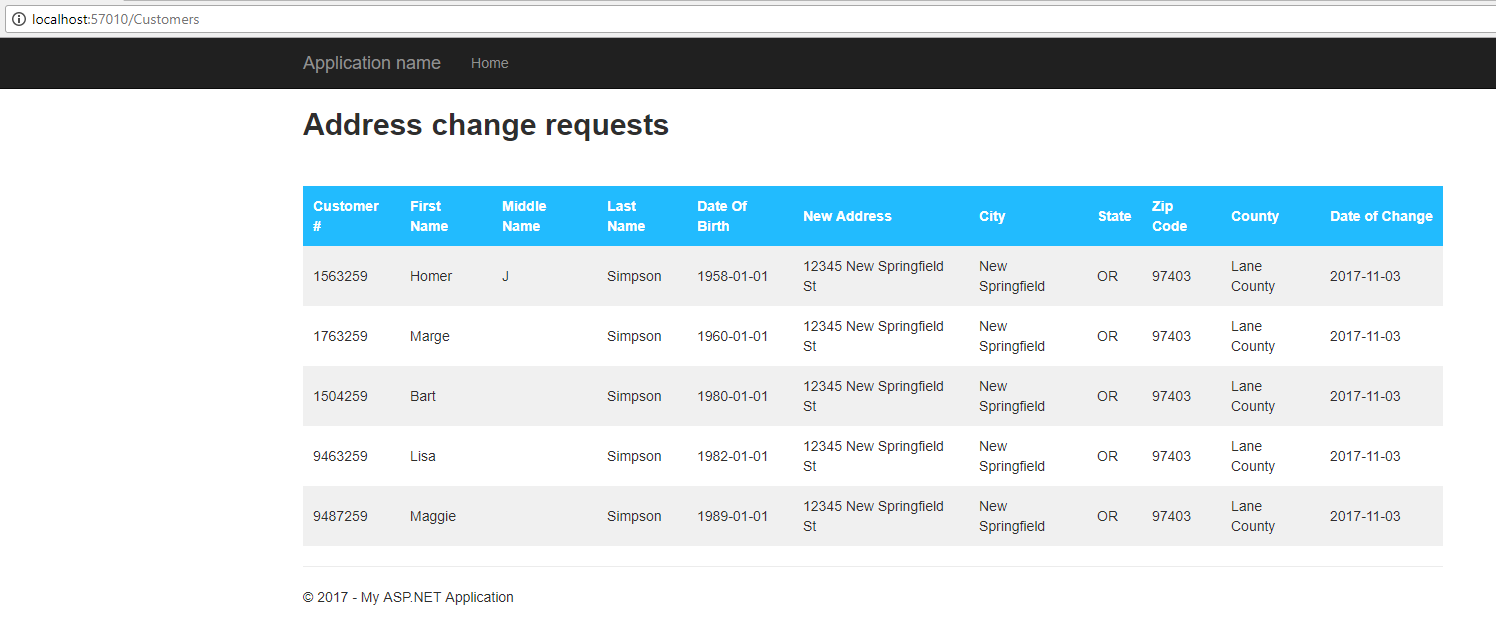 localhost:57010/Customers
Application name Home
Address change requests
Customer # First Name Middle Name Last Name Date Of Birth New Address City State Zip Code County Date of Change
1563259 Homer J Simpson 1958-01-01 12345 New Springfield St New Springfield OR 97403 Lane County 2017-11-03
1763259 Marge Simpson 1960-01-01 12345 New Springfield St New Springfield OR 97403 Lane County 2017-11-03
1504259 Bart Simpson 1980-01-01 12345 New Springfield St New Springfield OR 97403 Lane County 2017-11-03
9463259 Lisa Simpson 1982-01-01 12345 New Springfield St New Springfield OR 97403 Lane County 2017-11-03
9487259 Maggie Simpson 1989-01-01 12345 New Springfield St New Springfield OR 97403 Lane County 2017-11-03
© 2017 - My ASP.NET Application